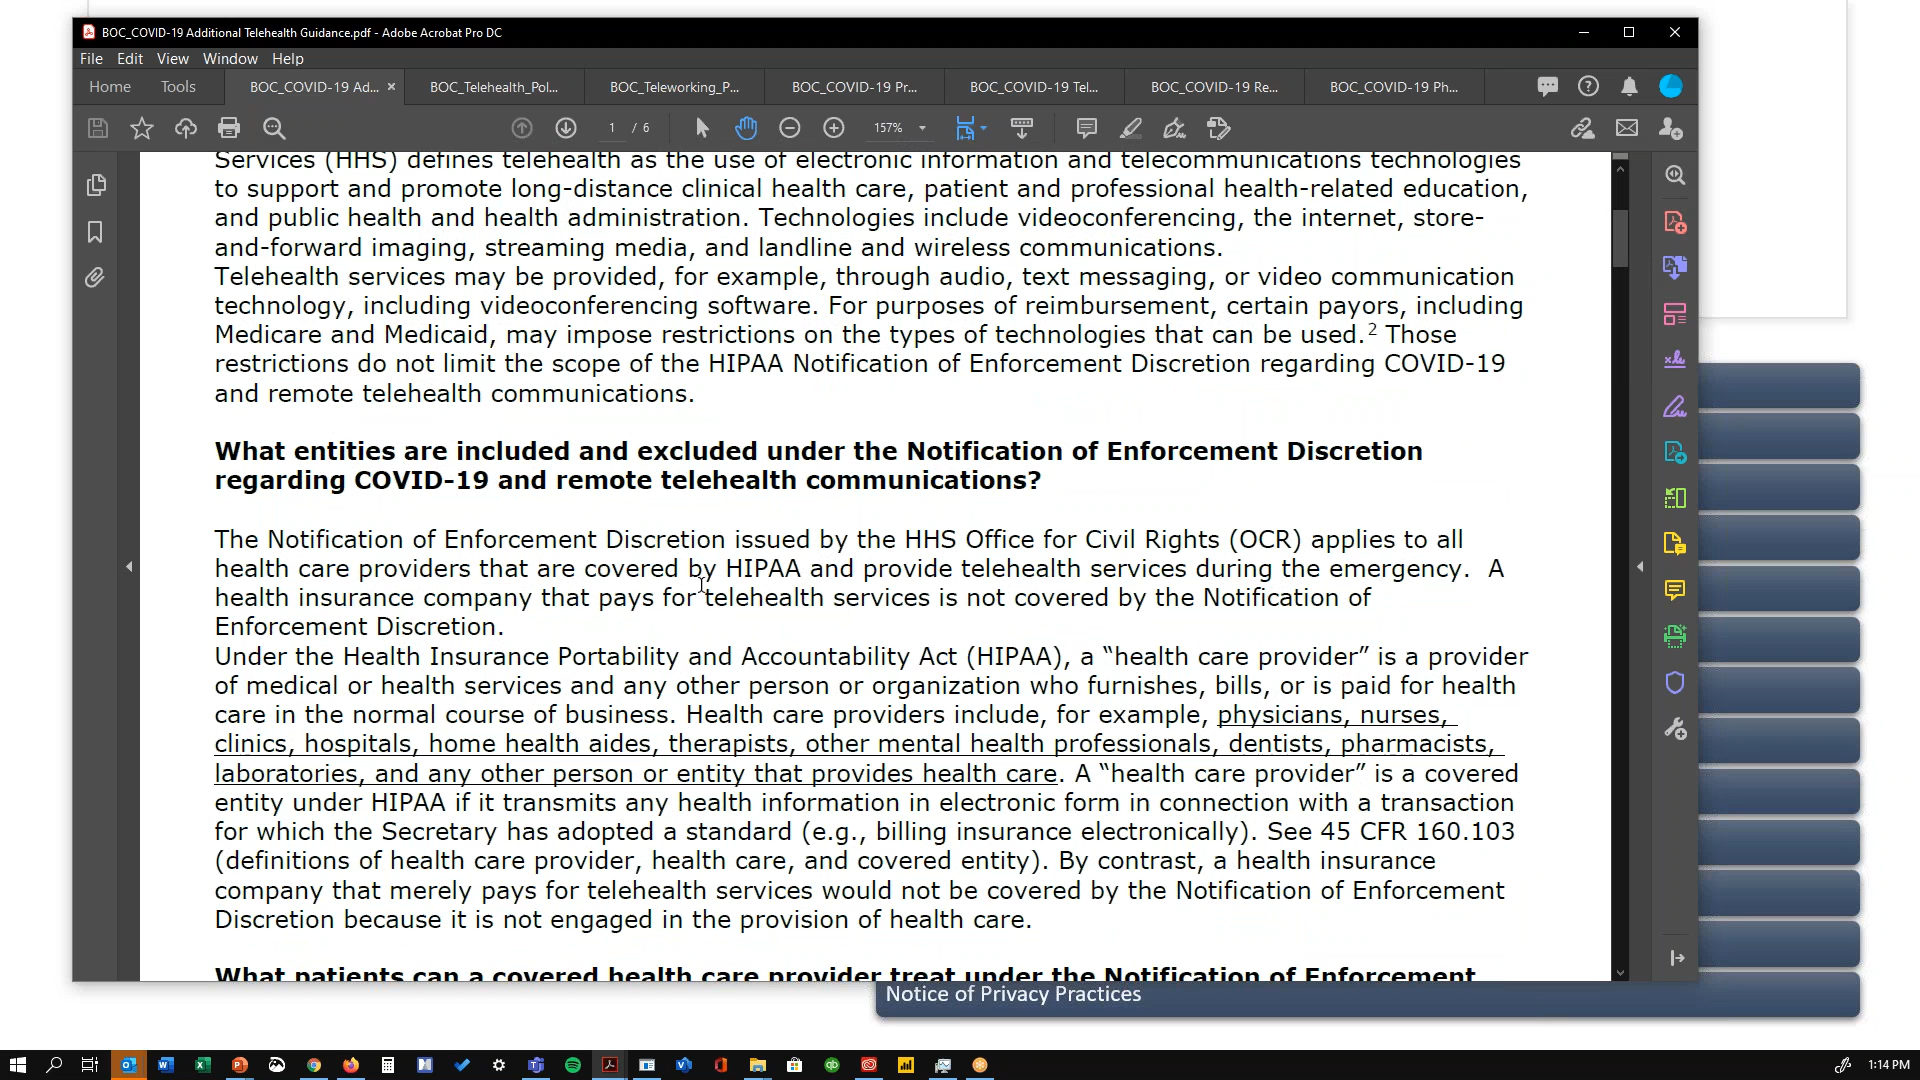 BOC_COVID-19 Additional Telehealth Guidance.pdf - Adobe Acrobat Pro DC
File Edit View Window Help
Home Tools BOC_COVID-19 Ad... × BOC_Telehealth_Pol... BOC_Teleworking_P... BOC_COVID-19 Pr... BOC_COVID-19 Tel... BOC_COVID-19 Re... BOC_COVID-19 Ph...
1 / 6 157%
Services (HHS) defines telehealth as the use of electronic information and telecommunications technologies
to support and promote long-distance clinical health care, patient and professional health-related education,
and public health and health administration. Technologies include videoconferencing, the internet, store-
and-forward imaging, streaming media, and landline and wireless communications.
Telehealth services may be provided, for example, through audio, text messaging, or video communication
technology, including videoconferencing software. For purposes of reimbursement, certain payors, including
Medicare and Medicaid, may impose restrictions on the types of technologies that can be used.² Those
restrictions do not limit the scope of the HIPAA Notification of Enforcement Discretion regarding COVID-19
and remote telehealth communications.
What entities are included and excluded under the Notification of Enforcement Discretion
regarding COVID-19 and remote telehealth communications?
The Notification of Enforcement Discretion issued by the HHS Office for Civil Rights (OCR) applies to all
health care providers that are covered by HIPAA and provide telehealth services during the emergency. A
health insurance company that pays for telehealth services is not covered by the Notification of
Enforcement Discretion.
Under the Health Insurance Portability and Accountability Act (HIPAA), a “health care provider” is a provider
of medical or health services and any other person or organization who furnishes, bills, or is paid for health
care in the normal course of business. Health care providers include, for example, physicians, nurses,
clinics, hospitals, home health aides, therapists, other mental health professionals, dentists, pharmacists,
laboratories, and any other person or entity that provides health care. A “health care provider” is a covered
entity under HIPAA if it transmits any health information in electronic form in connection with a transaction
for which the Secretary has adopted a standard (e.g., billing insurance electronically). See 45 CFR 160.103
(definitions of health care provider, health care, and covered entity). By contrast, a health insurance
company that merely pays for telehealth services would not be covered by the Notification of Enforcement
Discretion because it is not engaged in the provision of health care.
What patients can a covered health care provider treat under the Notification of Enforcement
Notice of Privacy Practices
1:14 PM